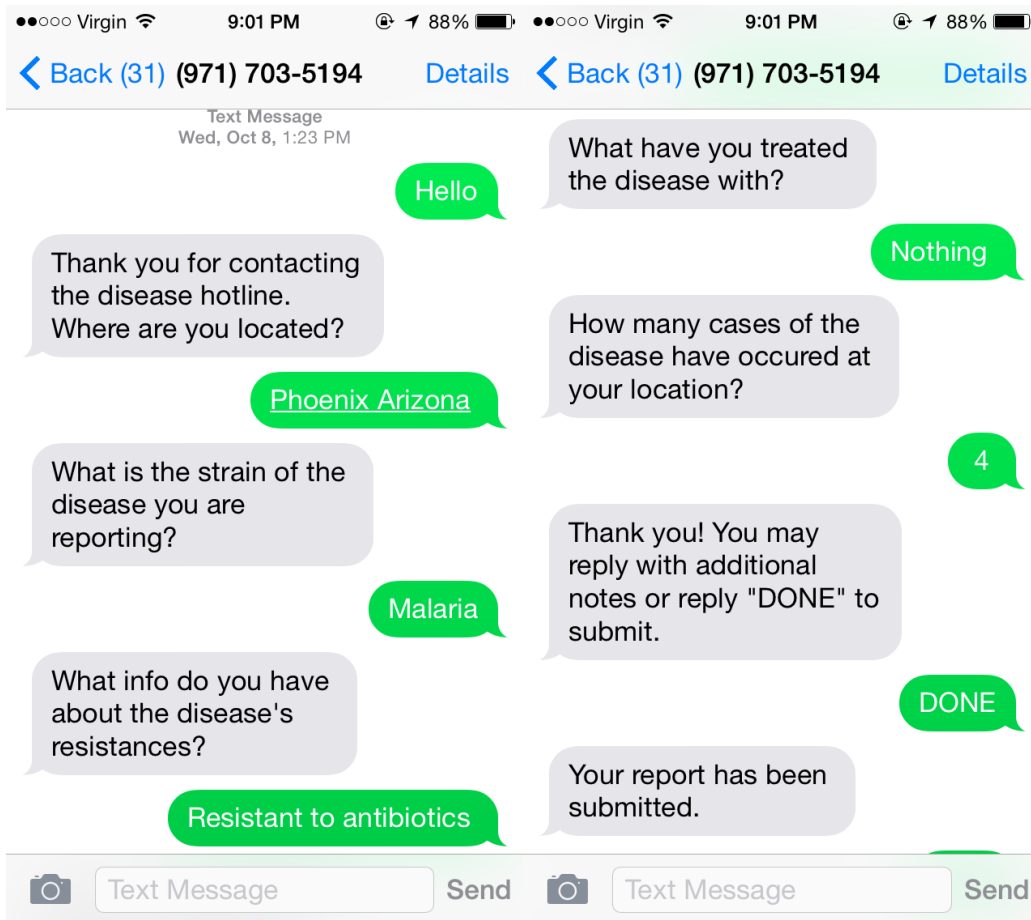 Virgin 9:01 PM 88%
Back (31) (971) 703-5194 Details
Text Message
Wed, Oct 8, 1:23 PM
Hello
Thank you for contacting
the disease hotline.
Where are you located?
Phoenix Arizona
What is the strain of the
disease you are
reporting?
Malaria
What info do you have
about the disease's
resistances?
Resistant to antibiotics
Text Message Send
Virgin 9:01 PM 88%
Back (31) (971) 703-5194 Details
What have you treated
the disease with?
Nothing
How many cases of the
disease have occured at
your location?
4
Thank you! You may
reply with additional
notes or reply "DONE" to
submit.
DONE
Your report has been
submitted.
Text Message Send